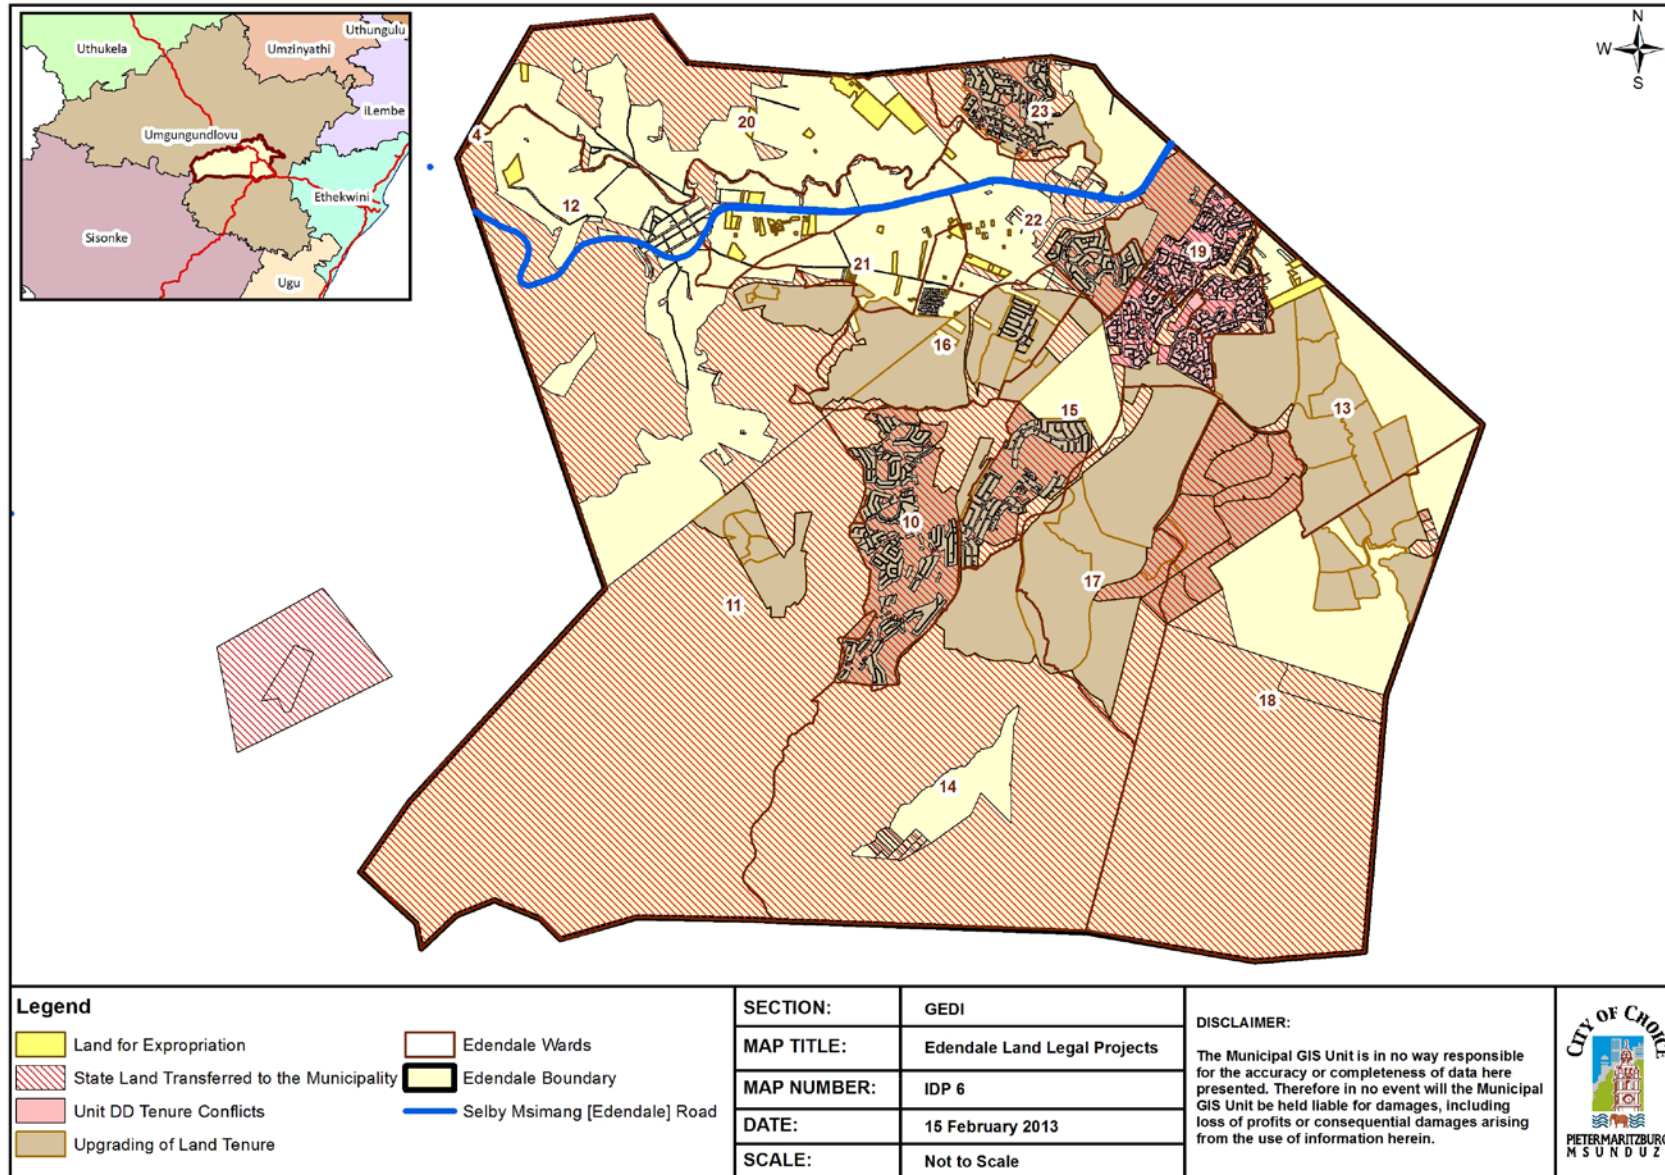 Uthungulu
Uthukela
Umzinyathi
iLembe
Umgungundlovu
Ethekwini
Sisonke
Ugu
N
W
E
S
4
20
23
12
22
19
21
16
15
13
10
17
11
18
14
Legend
Land for Expropriation
State Land Transferred to the Municipality
Unit DD Tenure Conflicts
Upgrading of Land Tenure
Edendale Wards
Edendale Boundary
Selby Msimang [Edendale] Road
SECTION: GEDI
MAP TITLE: Edendale Land Legal Projects
MAP NUMBER: IDP 6
DATE: 15 February 2013
SCALE: Not to Scale
DISCLAIMER:
The Municipal GIS Unit is in no way responsible
for the accuracy or completeness of data here
presented. Therefore in no event will the Municipal
GIS Unit be held liable for damages, including
loss of profits or consequential damages arising
from the use of information herein.
CITY OF CHOICE
PIETERMARITZBURG
MSUNDUZI